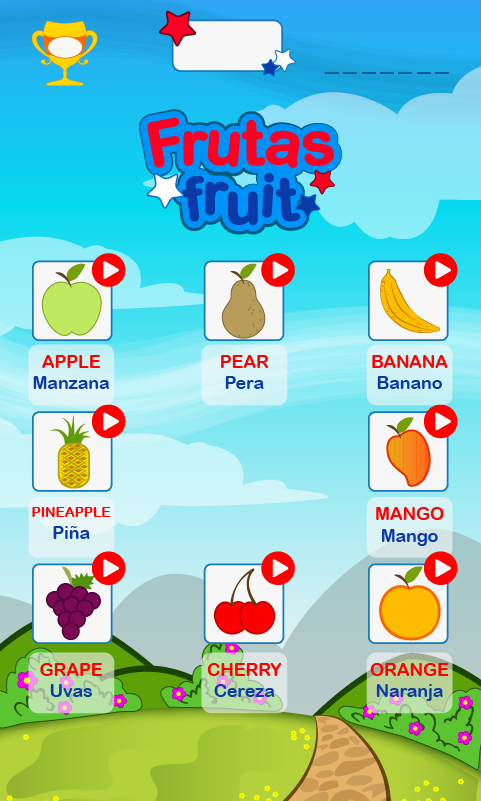 Frutas
fruit
APPLE
Manzana
PEAR
Pera
BANANA
Banano
PINEAPPLE
Piña
MANGO
Mango
GRAPE
Uvas
CHERRY
Cereza
ORANGE
Naranja